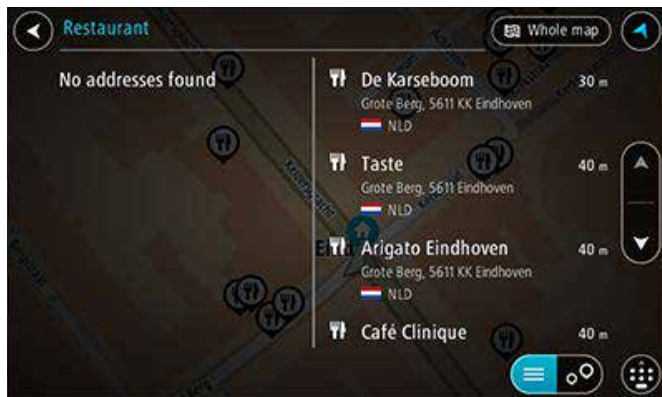 Restaurant
Whole map
No addresses found
De Karseboom
30 m
Grote Berg, 5611 KK Eindhoven
NLD
Taste
40 m
Grote Berg, 5611 Eindhoven
NLD
Arigato Eindhoven
40 m
Grote Berg, 5611 KK Eindhoven
NLD
Café Clinique
40 m